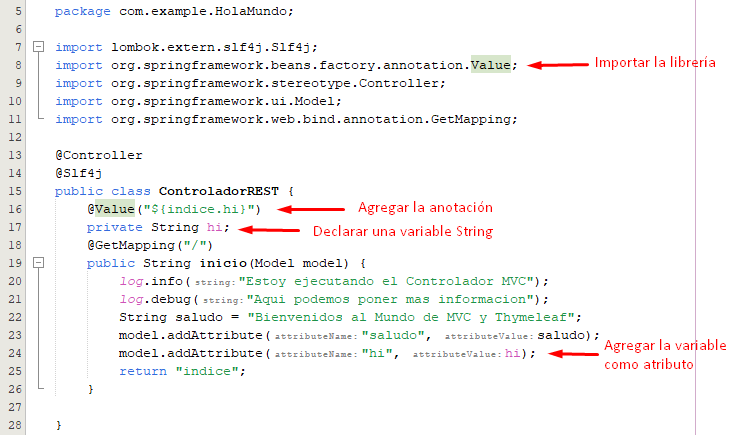 5 package com.example.HolaMundo;
6
7 import lombok.extern.slf4j.Slf4j;
8 import org.springframework.beans.factory.annotation.Value; Importar la librería
9 import org.springframework.stereotype.Controller;
10 import org.springframework.ui.Model;
11 import org.springframework.web.bind.annotation.GetMapping;
12
13 @Controller
14 @Slf4j
15 public class ControladorREST {
16 @Value("${indice.hi}") Agregar la anotación
17 private String hi; Declarar una variable String
18 @GetMapping("/")
19 public String inicio(Model model) {
20 log.info(string:"Estoy ejecutando el Controlador MVC");
21 log.debug(string:"Aqui podemos poner mas informacion");
22 String saludo = "Bienvenidos al Mundo de MVC y Thymeleaf";
23 model.addAttribute(attributeName:"saludo", attributeValue:saludo);
24 model.addAttribute(attributeName:"hi", attributeValue:hi); Agregar la variable como atributo
25 return "indice";
26 }
27
28 }